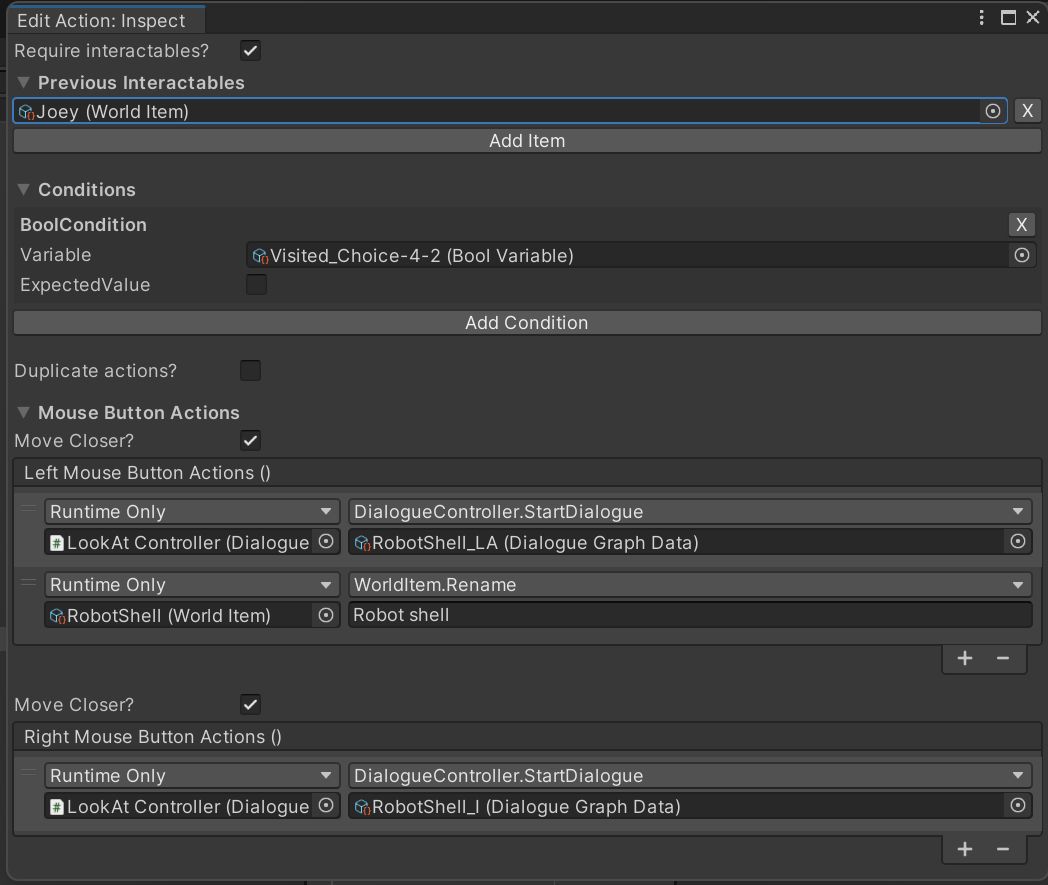 Edit Action: Inspect
Require interactables?
Previous Interactables
Joey (World Item)
X
Add Item
Conditions
BoolCondition
X
Variable
Visited_Choice-4-2 (Bool Variable)
ExpectedValue
Add Condition
Duplicate actions?
Mouse Button Actions
Move Closer?
Left Mouse Button Actions ()
Runtime Only
DialogueController.StartDialogue
LookAt Controller (Dialogue
RobotShell_LA (Dialogue Graph Data)
Runtime Only
WorldItem.Rename
RobotShell (World Item)
Robot shell
+ −
Move Closer?
Right Mouse Button Actions ()
Runtime Only
DialogueController.StartDialogue
LookAt Controller (Dialogue
RobotShell_I (Dialogue Graph Data)
+ −